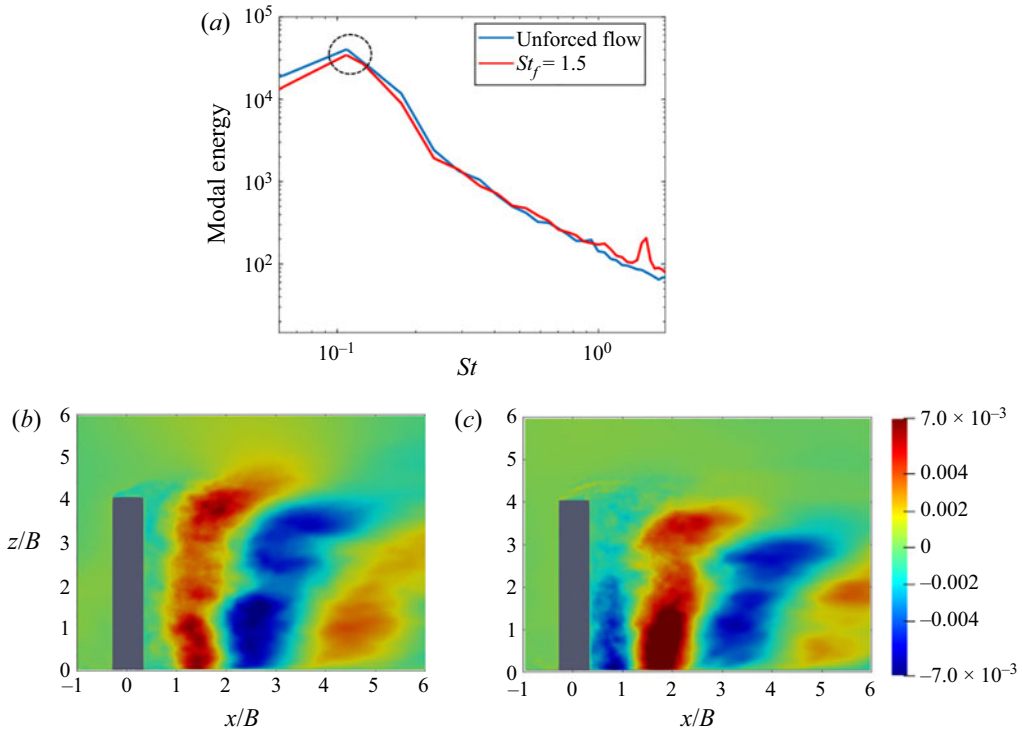 (a)
10^5
10^4
10^3
10^2
Modal energy
Unforced flow
St_f = 1.5
10^–1 10^0
St
(b)
6
5
4
3
2
1
0
z/B
–1 0 1 2 3 4 5 6
x/B
(c)
6
5
4
3
2
1
0
–1 0 1 2 3 4 5 6
x/B
7.0 × 10^–3
0.004
0.002
0
–0.002
–0.004
–7.0 × 10^–3